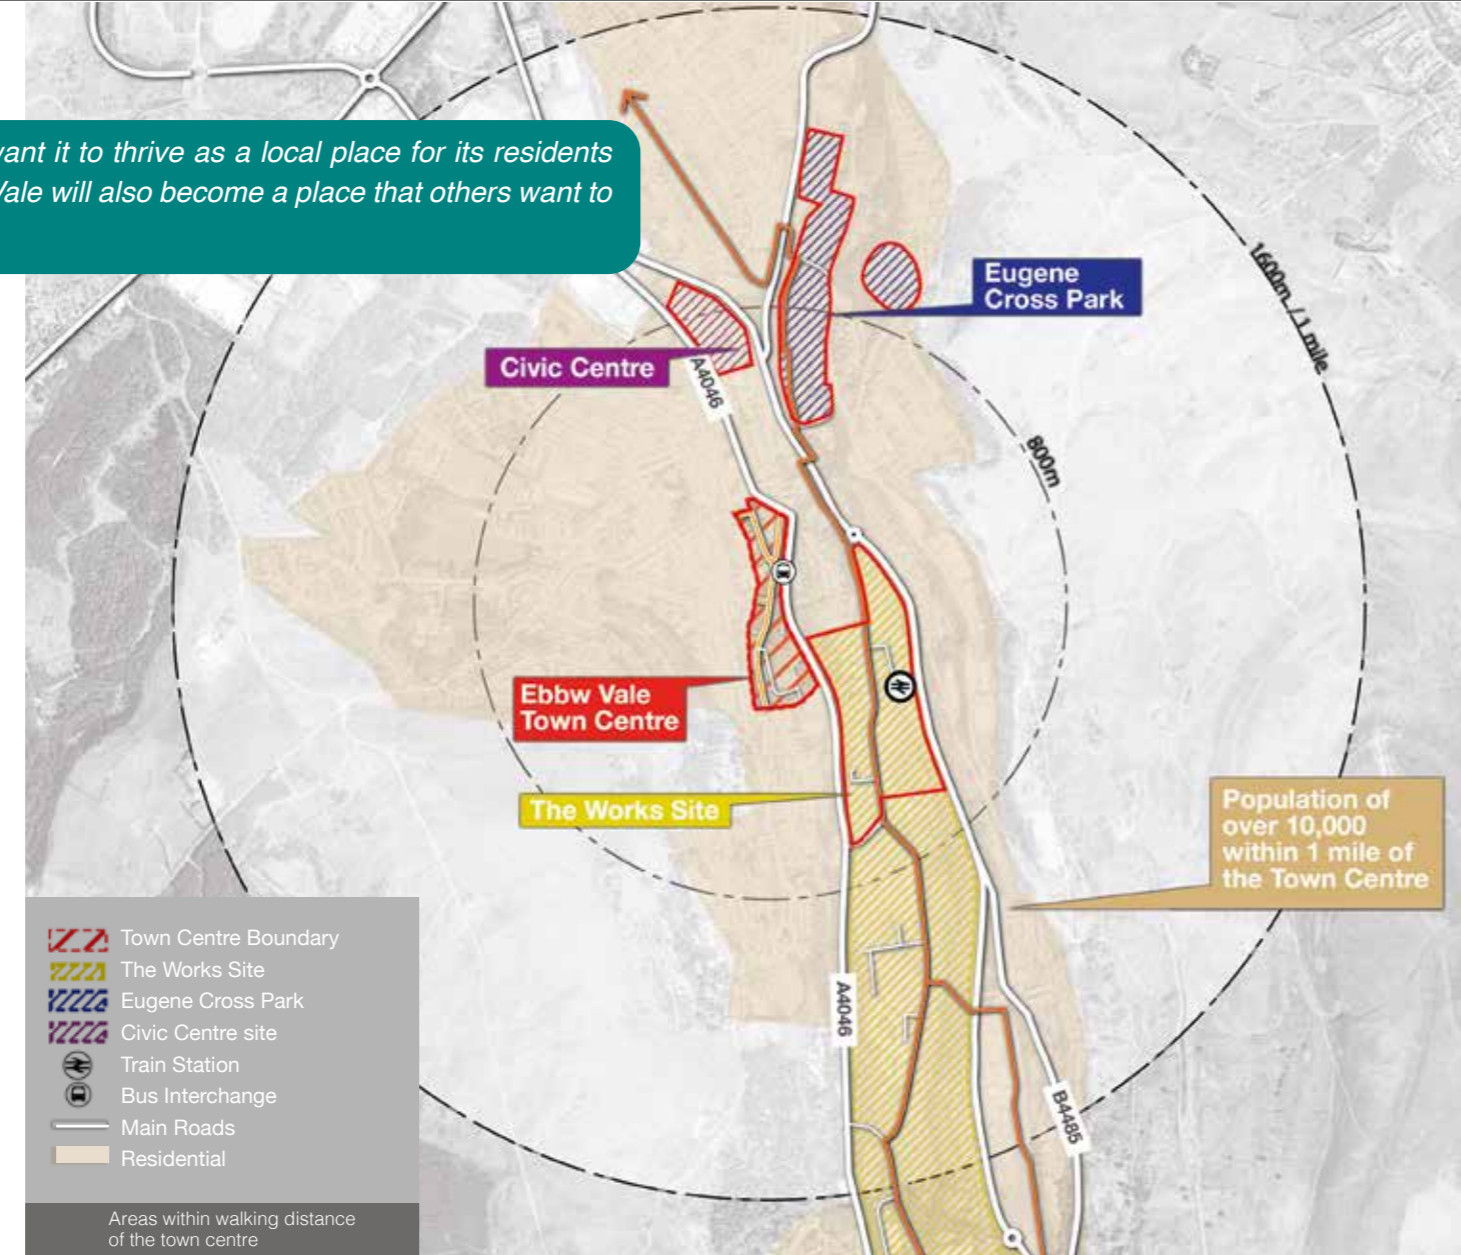 want it to thrive as a local place for its residents
Vale will also become a place that others want to
1600m / 1 mile
Eugene
Cross Park
Civic Centre
A4046
800m
Ebbw Vale
Town Centre
The Works Site
Population of
over 10,000
within 1 mile of
the Town Centre
A4046
B4485
Town Centre Boundary
The Works Site
Eugene Cross Park
Civic Centre site
Train Station
Bus Interchange
Main Roads
Residential
Areas within walking distance
of the town centre